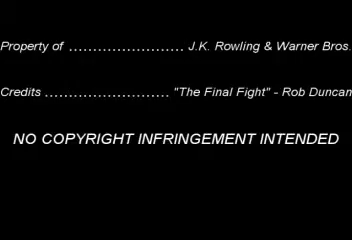 Property of ........................ J.K. Rowling & Warner Bros.
Credits .......................... "The Final Fight" - Rob Duncan
NO COPYRIGHT INFRINGEMENT INTENDED